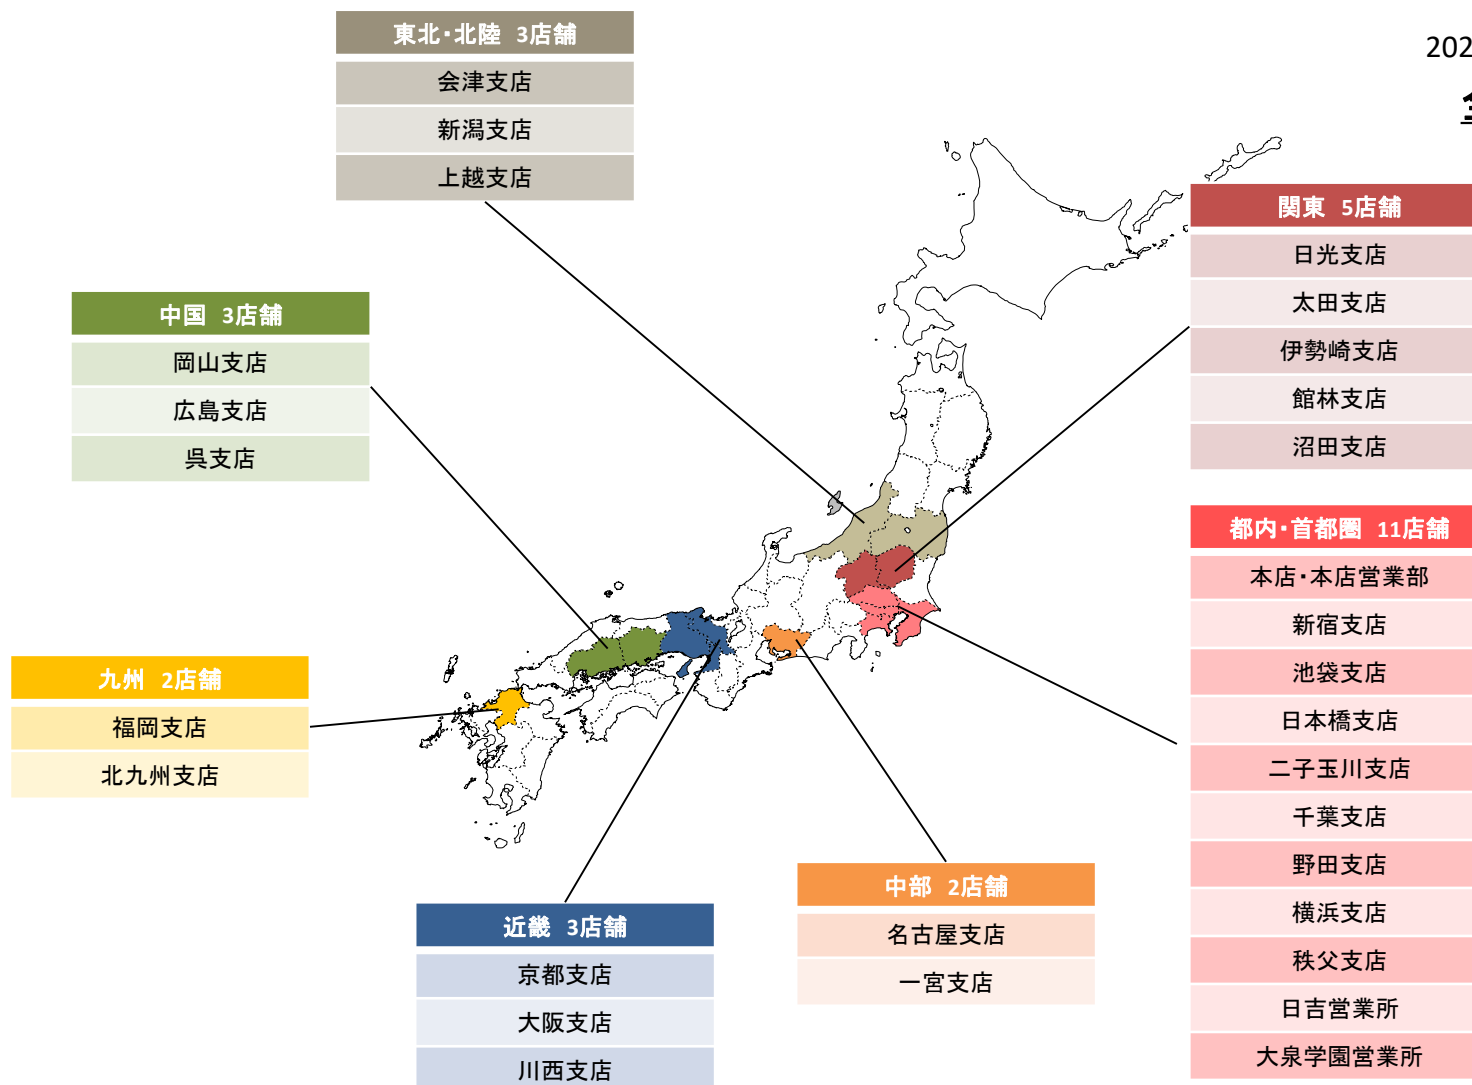 東北・北陸 3店舗
会津支店
新潟支店
上越支店
202
関東 5店舗
日光支店
太田支店
伊勢崎支店
館林支店
沼田支店
中国 3店舗
岡山支店
広島支店
呉支店
都内・首都圏 11店舗
本店・本店営業部
新宿支店
池袋支店
日本橋支店
二子玉川支店
千葉支店
野田支店
横浜支店
秩父支店
日吉営業所
大泉学園営業所
九州 2店舗
福岡支店
北九州支店
中部 2店舗
名古屋支店
一宮支店
近畿 3店舗
京都支店
大阪支店
川西支店